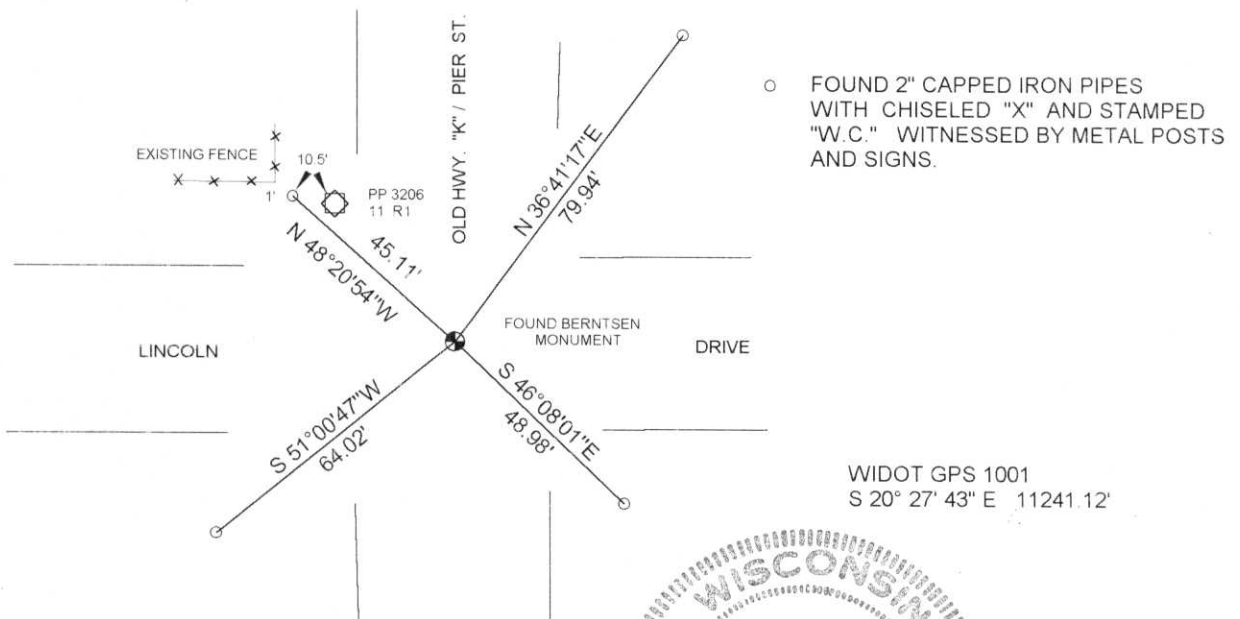 OLD HWY. "K" / PIER ST.
○ FOUND 2" CAPPED IRON PIPES
WITH CHISELED "X" AND STAMPED
"W.C." WITNESSED BY METAL POSTS
AND SIGNS.
EXISTING FENCE
10.5'
1'
PP 3206
11 R1
N 36°41'17"E
79.94'
N 48°20'54"W
45.11'
FOUND BERNTSEN
MONUMENT
LINCOLN
DRIVE
S 51°00'47"W
64.02'
S 46°08'01"E
48.98'
WIDOT GPS 1001
S 20° 27' 43" E 11241.12'
WISCONSIN